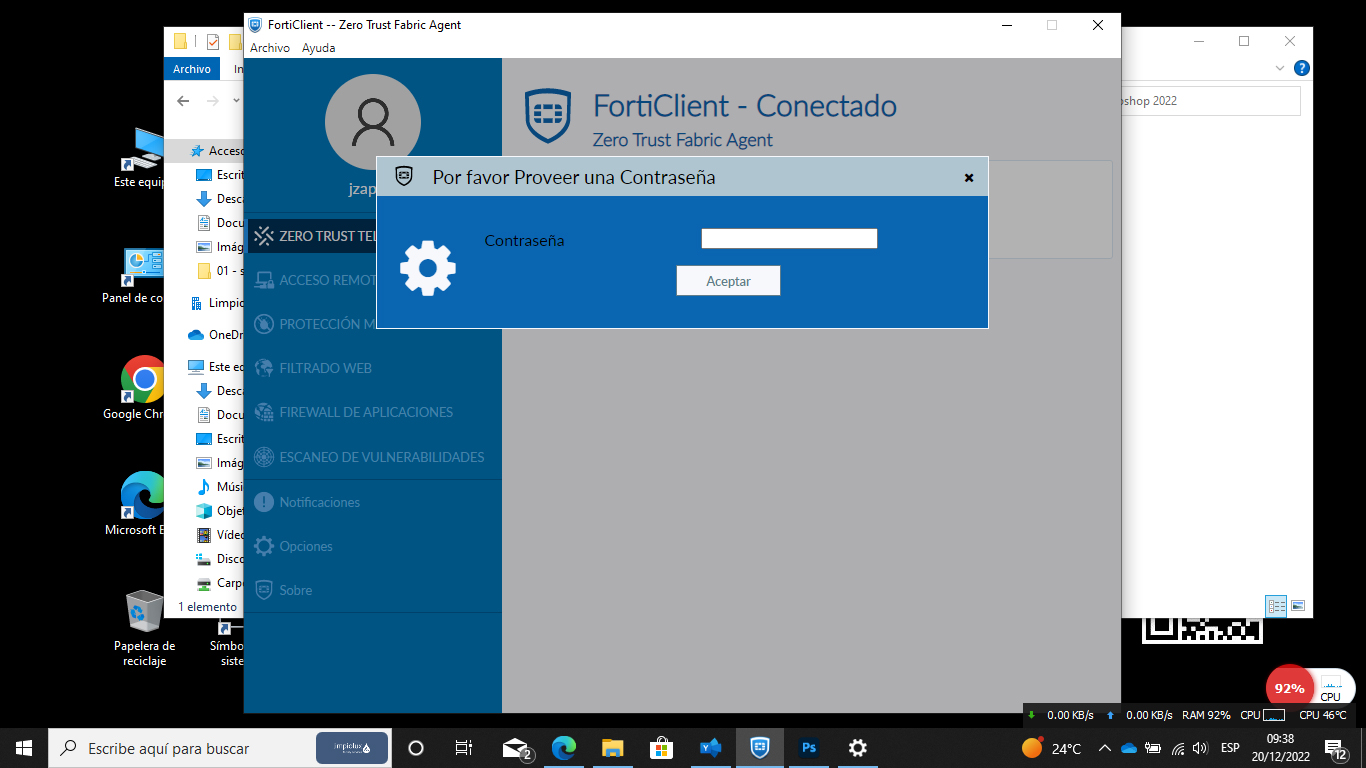 FortiClient -- Zero Trust Fabric Agent
Archivo Ayuda
Archivo In
oshop 2022
FortiClient - Conectado
Zero Trust Fabric Agent
jzap
Por favor Proveer una Contraseña
Contraseña
Aceptar
ZERO TRUST TEL
ACCESO REMOT
PROTECCIÓN M
FILTRADO WEB
FIREWALL DE APLICACIONES
ESCANEO DE VULNERABILIDADES
Notificaciones
Opciones
Sobre
Acceso
Escrit
Desca
Docu
Imág
01 - s
Limpio
OneDr
Este eq
Desca
Docu
Escrit
Imág
Músi
Objet
Vídeo
Disco
Carpe
1 elemento
Este equip
Panel de co
Google Chr
Microsoft E
Papelera de
reciclaje
Símbo
siste
92%
CPU
0.00 KB/s 0.00 KB/s RAM 92% CPU CPU 46°C
Escribe aquí para buscar
impiolux
2
Ps
24°C
ESP
09:38
20/12/2022
12